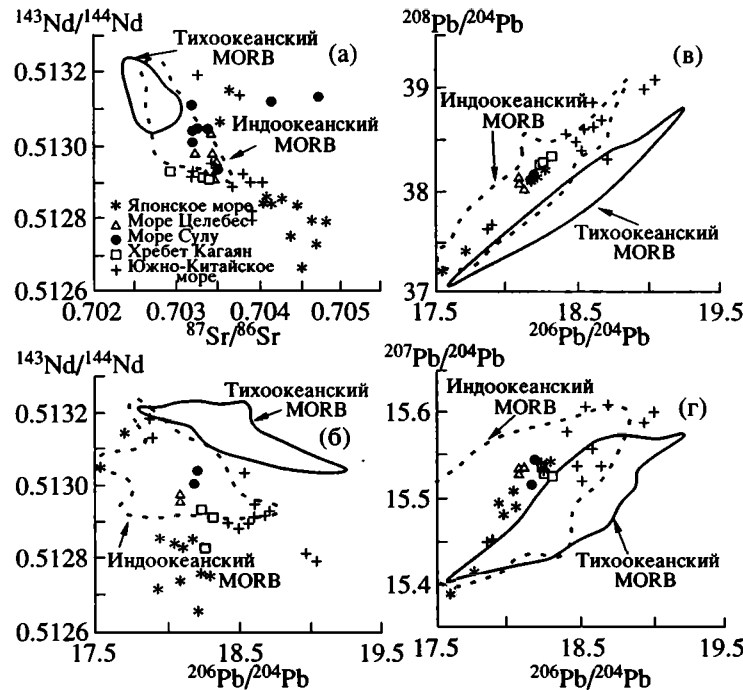 143Nd/144Nd
Тихоокеанский
MORB
(а)
0.5132
0.5130
0.5128
0.5126
Индоокеанский
MORB
Японское море
Море Целебес
Море Сулу
Хребет Кагаян
Южно-Китайское
море
0.702
0.703
0.704
0.705
87Sr/86Sr
208Pb/204Pb
(в)
39
38
37
Индоокеанский
MORB
Тихоокеанский
MORB
17.5
18.5
19.5
206Pb/204Pb
143Nd/144Nd
Тихоокеанский
MORB
(б)
0.5132
0.5130
0.5128
0.5126
Индоокеанский
MORB
17.5
18.5
19.5
206Pb/204Pb
207Pb/204Pb
Индоокеанский
MORB
(г)
15.6
15.5
15.4
Тихоокеанский
MORB
17.5
18.5
19.5
206Pb/204Pb